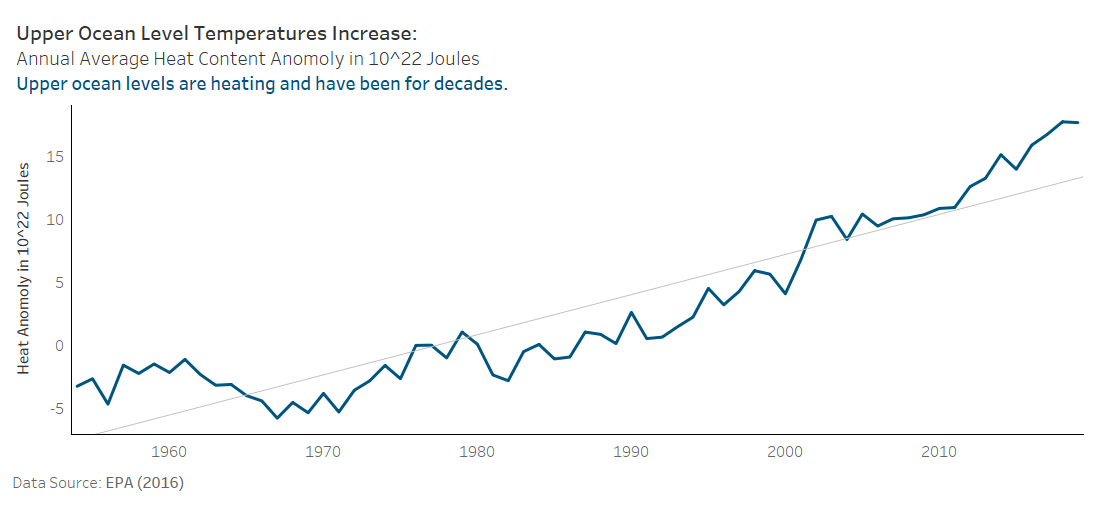 Upper Ocean Level Temperatures Increase:
Annual Average Heat Content Anomoly in 10^22 Joules
Upper ocean levels are heating and have been for decades.
Heat Anomoly in 10^22 Joules
15
10
5
0
-5
1960 1970 1980 1990 2000 2010
Data Source: EPA (2016)